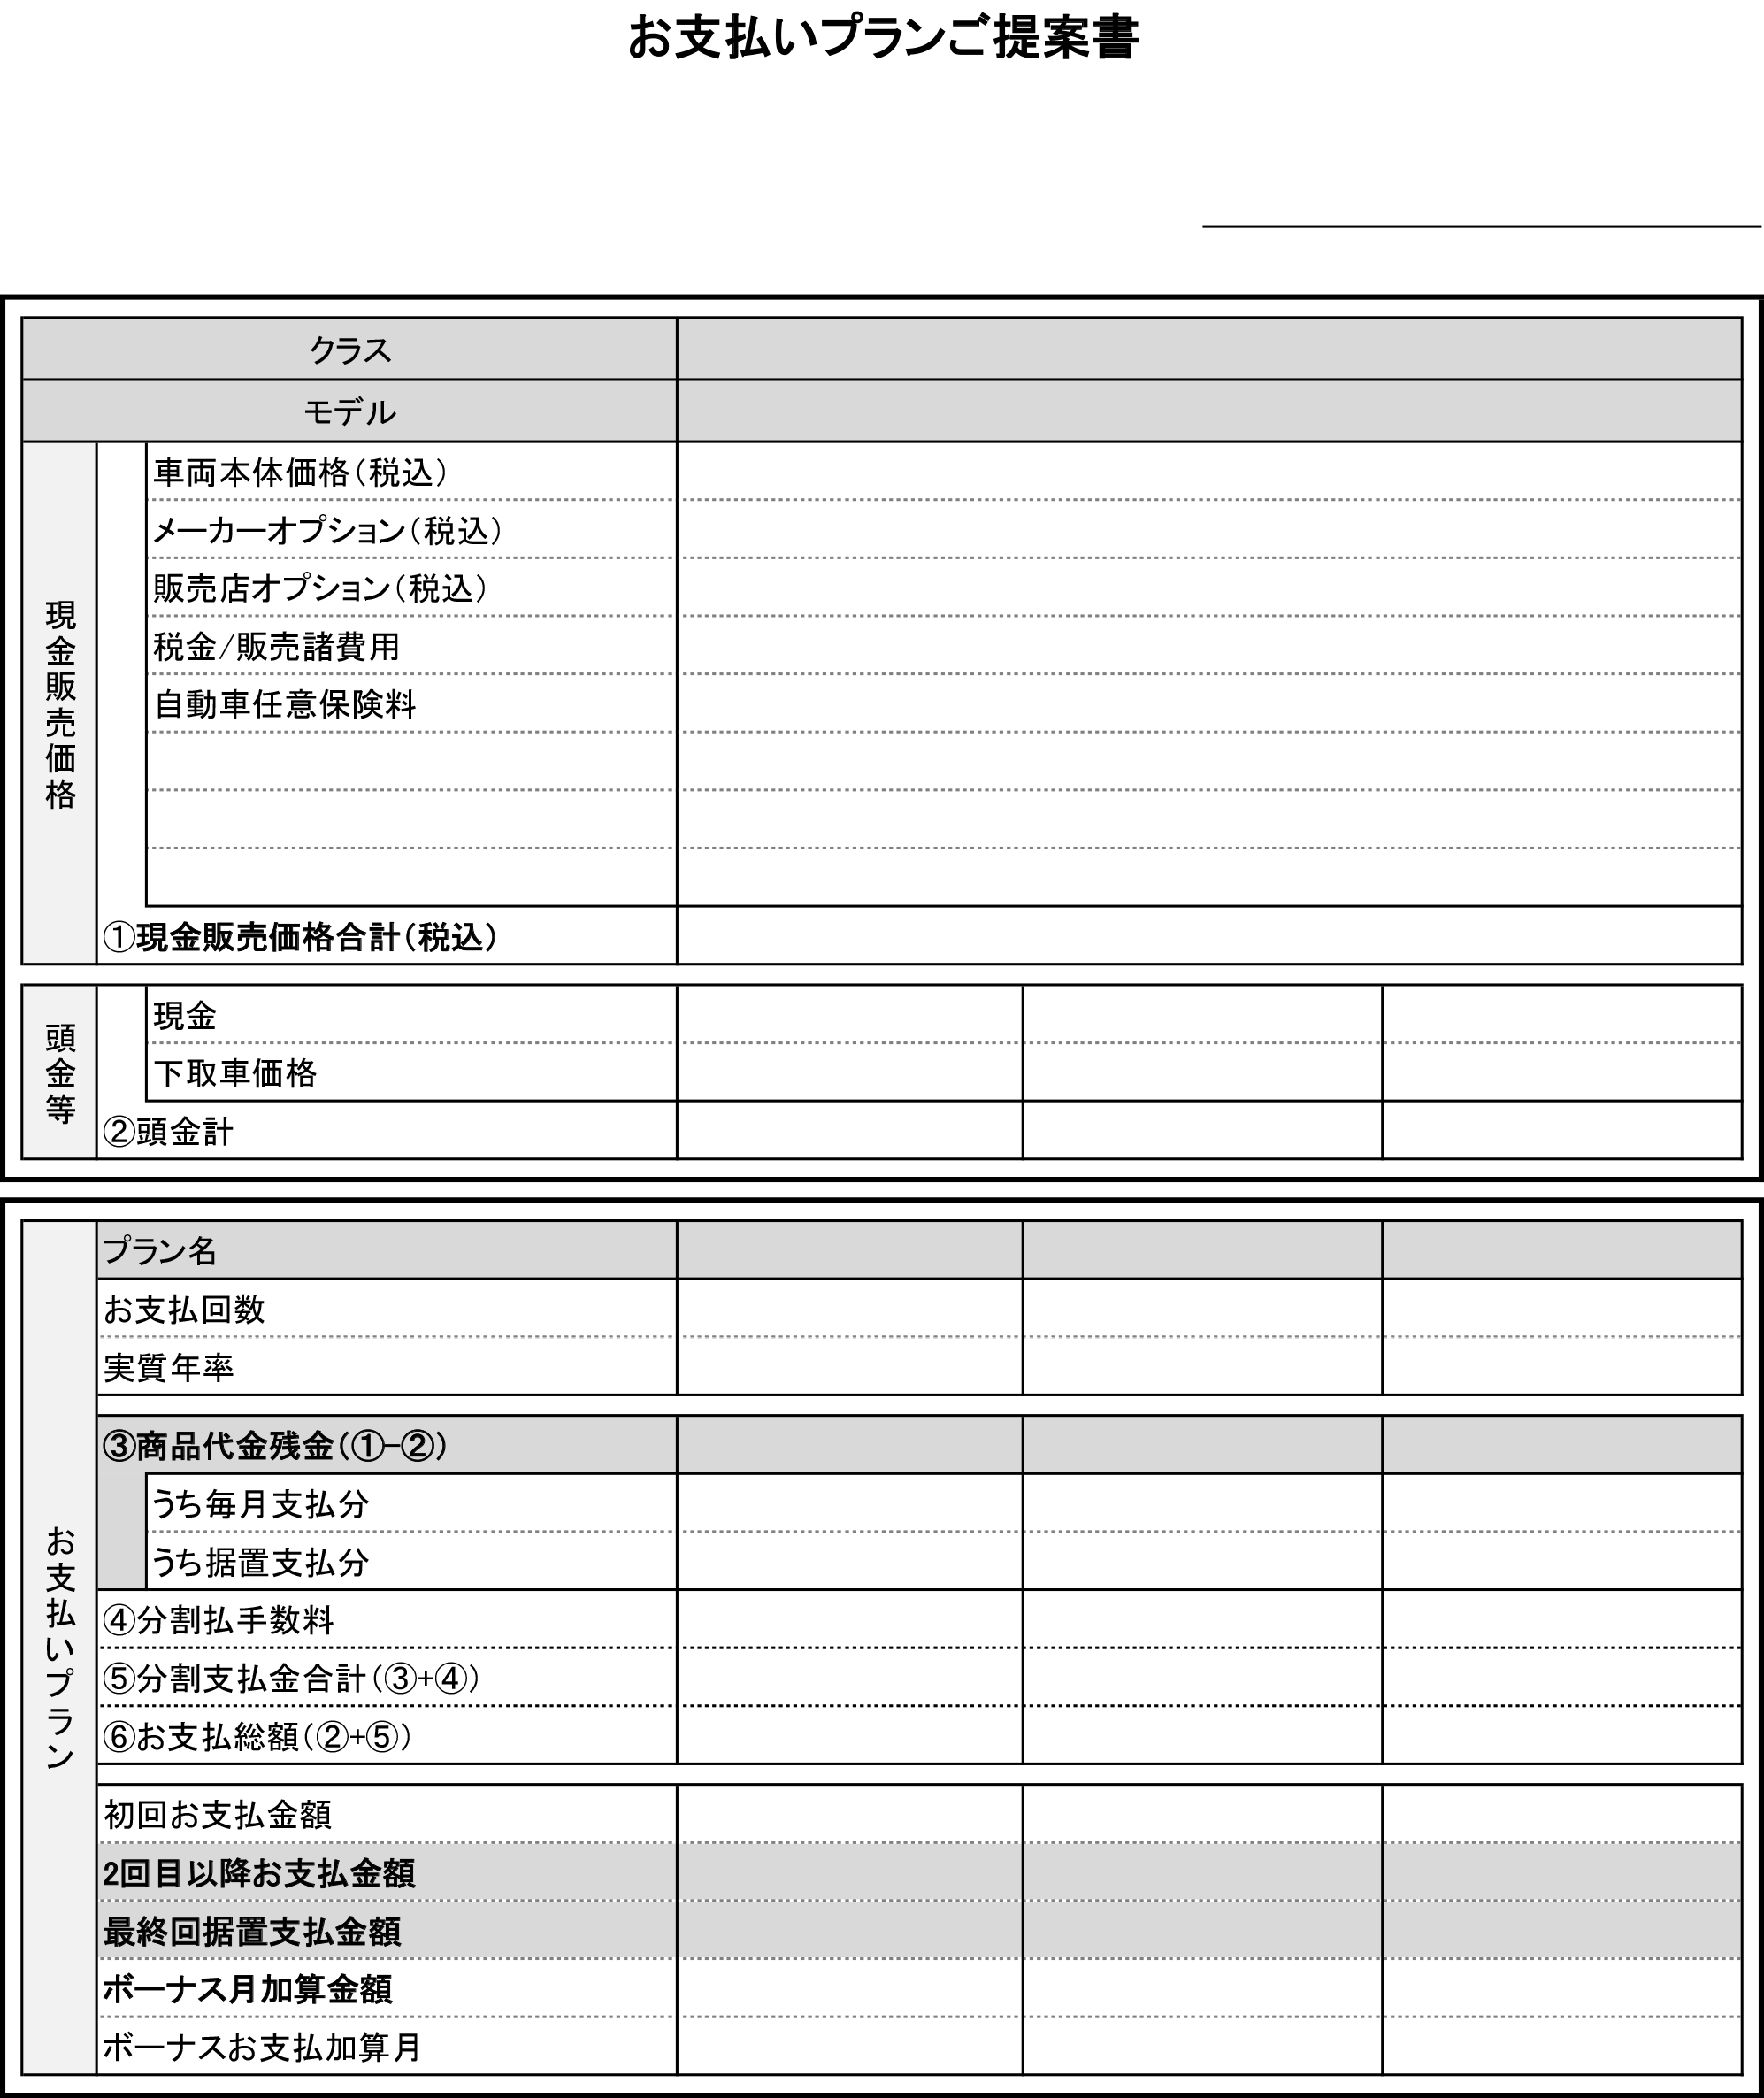 お支払いプランご提案書
クラス
モデル
現金販売価格
車両本体価格(税込)
メーカーオプション(税込)
販売店オプション(税込)
税金/販売諸費用
自動車任意保険料
①現金販売価格合計(税込)
頭金等
現金
下取車価格
②頭金計
お支払いプラン
プラン名
お支払回数
実質年率
③商品代金残金(①-②)
うち毎月支払分
うち据置支払分
④分割払手数料
⑤分割支払金合計(③+④)
⑥お支払総額(②+⑤)
初回お支払金額
2回目以降お支払金額
最終回据置支払金額
ボーナス月加算金額
ボーナスお支払加算月